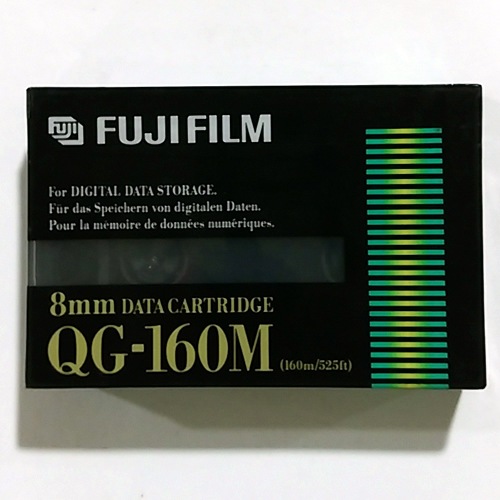 Fuji FUJIFILM
For DIGITAL DATA STORAGE.
Für das Speichern von digitalen Daten.
Pour la mémoire de données numériques.
8mm DATA CARTRIDGE
QG-160M (160m/525ft)